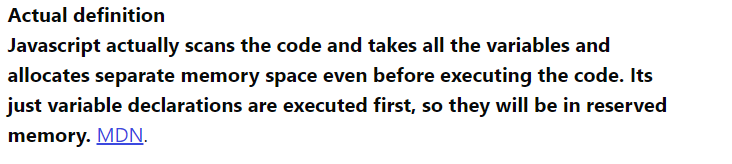 Actual definition
Javascript actually scans the code and takes all the variables and
allocates separate memory space even before executing the code. Its
just variable declarations are executed first, so they will be in reserved
memory. MDN.